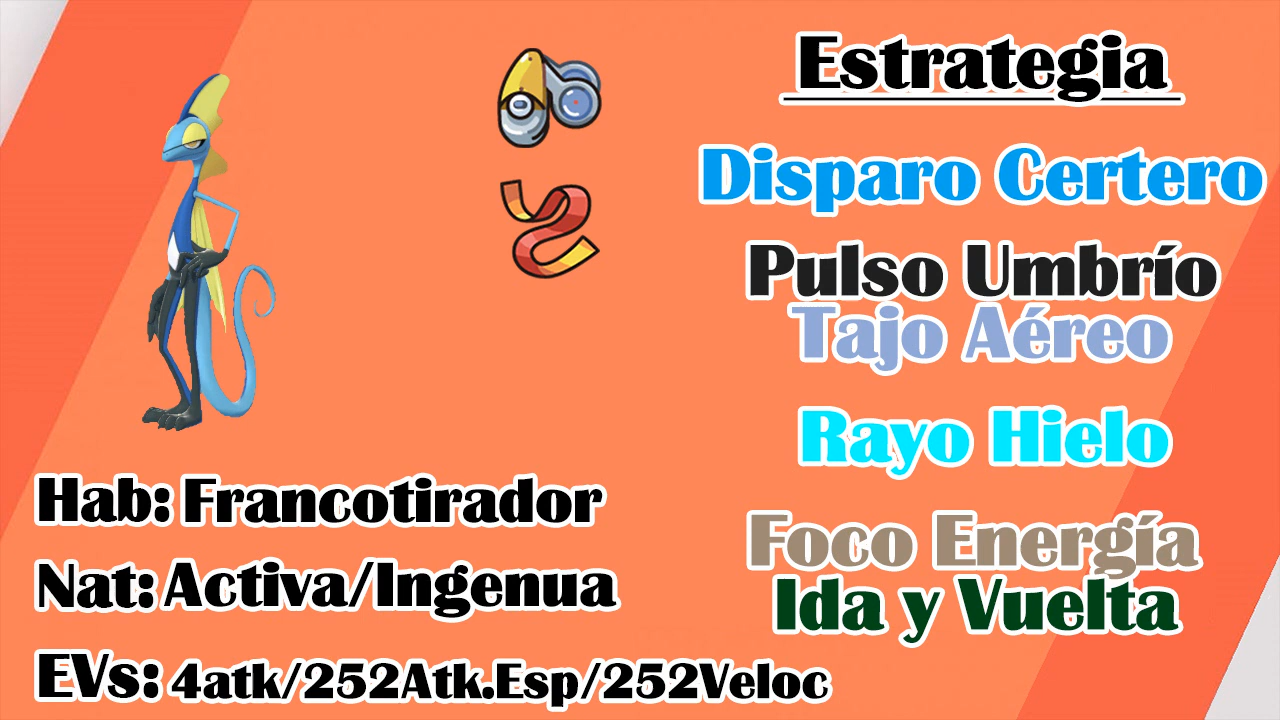 Estrategia
Disparo Certero
Pulso Umbrío
Tajo Aéreo
Rayo Hielo
Foco Energía
Ida y Vuelta
Hab: Francotirador
Nat: Activa/Ingenua
EVs: 4atk/252Atk.Esp/252Veloc